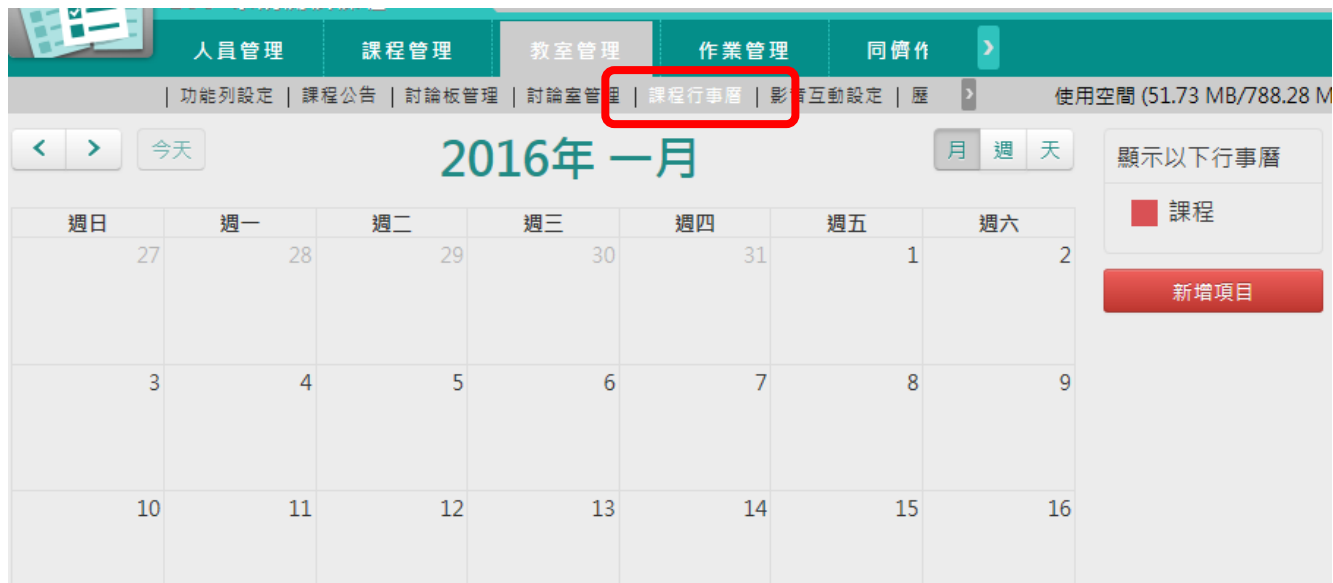 人員管理 課程管理 教室管理 作業管理 同儕作 >
| 功能列設定 | 課程公告 | 討論板管理 | 討論室管理 | 課程行事曆 | 影音互動設定 | 歷 > 使用空間 (51.73 MB/788.28 M
< > 今天 2016年 一月 月 週 天
顯示以下行事曆
課程
新增項目
週日 週一 週二 週三 週四 週五 週六
27 28 29 30 31 1 2
3 4 5 6 7 8 9
10 11 12 13 14 15 16